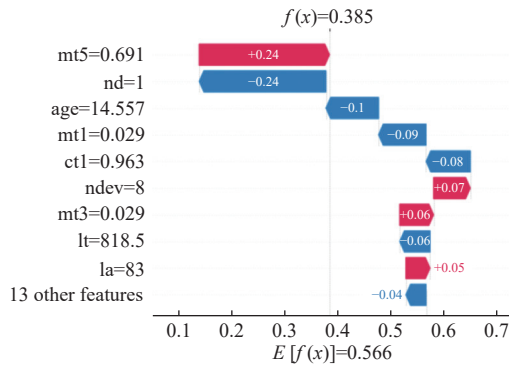 f(x)=0.385
mt5=0.691 +0.24
nd=1 −0.24
age=14.557 −0.1
mt1=0.029 −0.09
ct1=0.963 −0.08
ndev=8 +0.07
mt3=0.029 +0.06
lt=818.5 −0.06
la=83 +0.05
13 other features −0.04
0.1 0.2 0.3 0.4 0.5 0.6 0.7
E [f(x)]=0.566